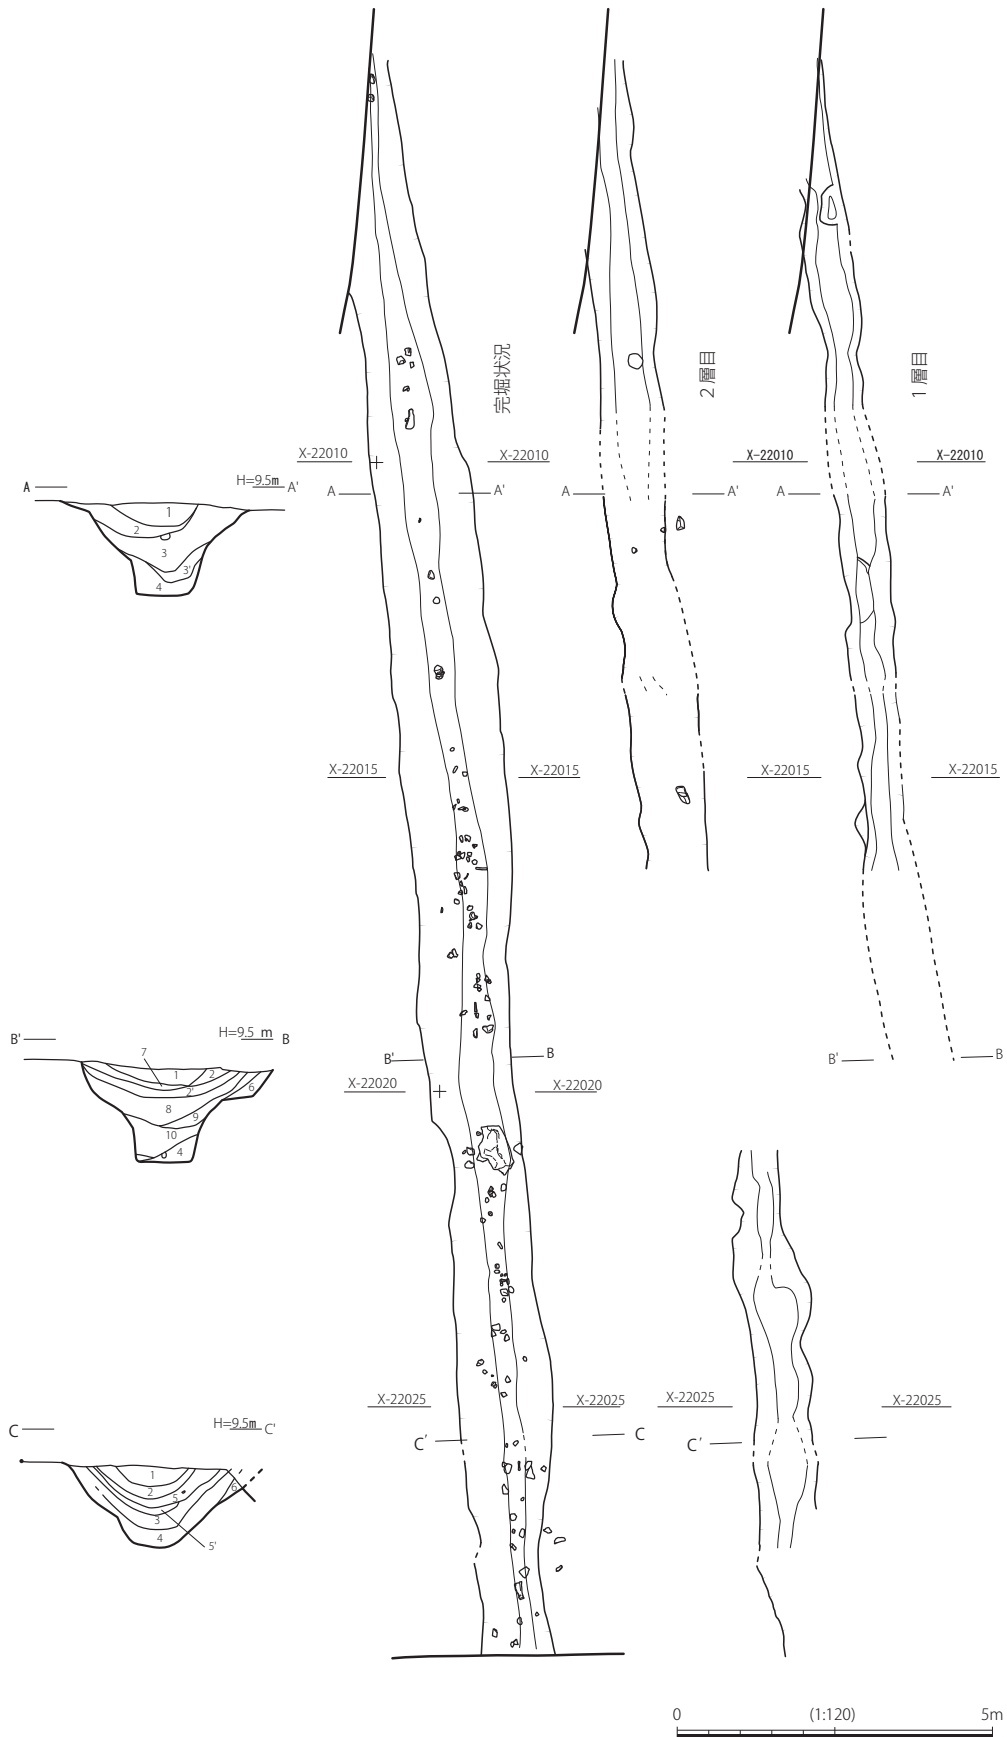 完堀状況
2 層目
1 層目
X-22010 X-22010 X-22010 X-22010
A H=9.5m A' A A' A A' A A'
1
2
3
3'
4
X-22015 X-22015 X-22015 X-22015
B' H=9.5 m B B' B B' B
7
1
2
2'
6
8
9
10
4
X-22020 X-22020
X-22025 X-22025 X-22025 X-22025
C H=9.5m C' C' C C'
1
2
5
6
3
4
5'
0 (1:120) 5m